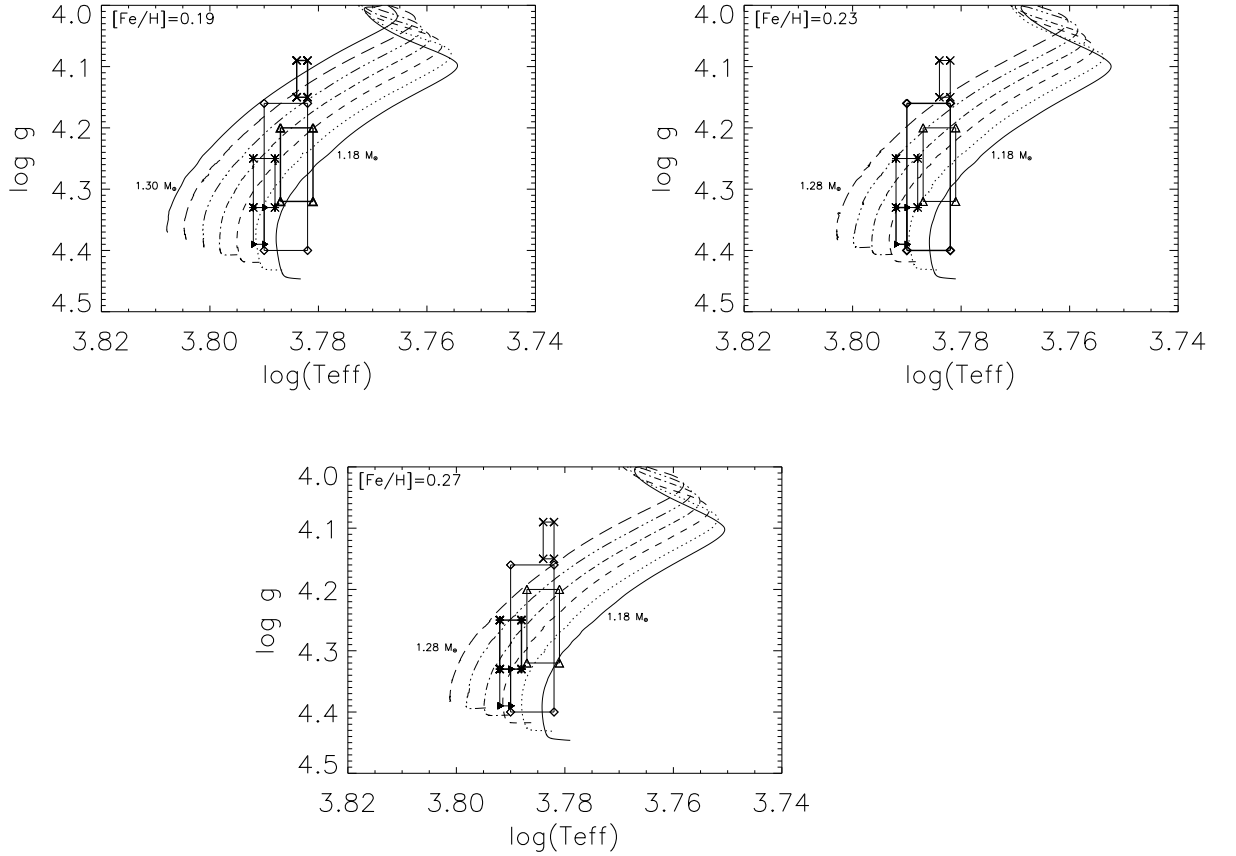 [Fe/H]=0.19
4.0
4.1
4.2
4.3
4.4
4.5
log g
1.30 M⊙
1.18 M⊙
3.82 3.80 3.78 3.76 3.74
log(Teff)
[Fe/H]=0.23
4.0
4.1
4.2
4.3
4.4
4.5
log g
1.28 M⊙
1.18 M⊙
3.82 3.80 3.78 3.76 3.74
log(Teff)
[Fe/H]=0.27
4.0
4.1
4.2
4.3
4.4
4.5
log g
1.28 M⊙
1.18 M⊙
3.82 3.80 3.78 3.76 3.74
log(Teff)